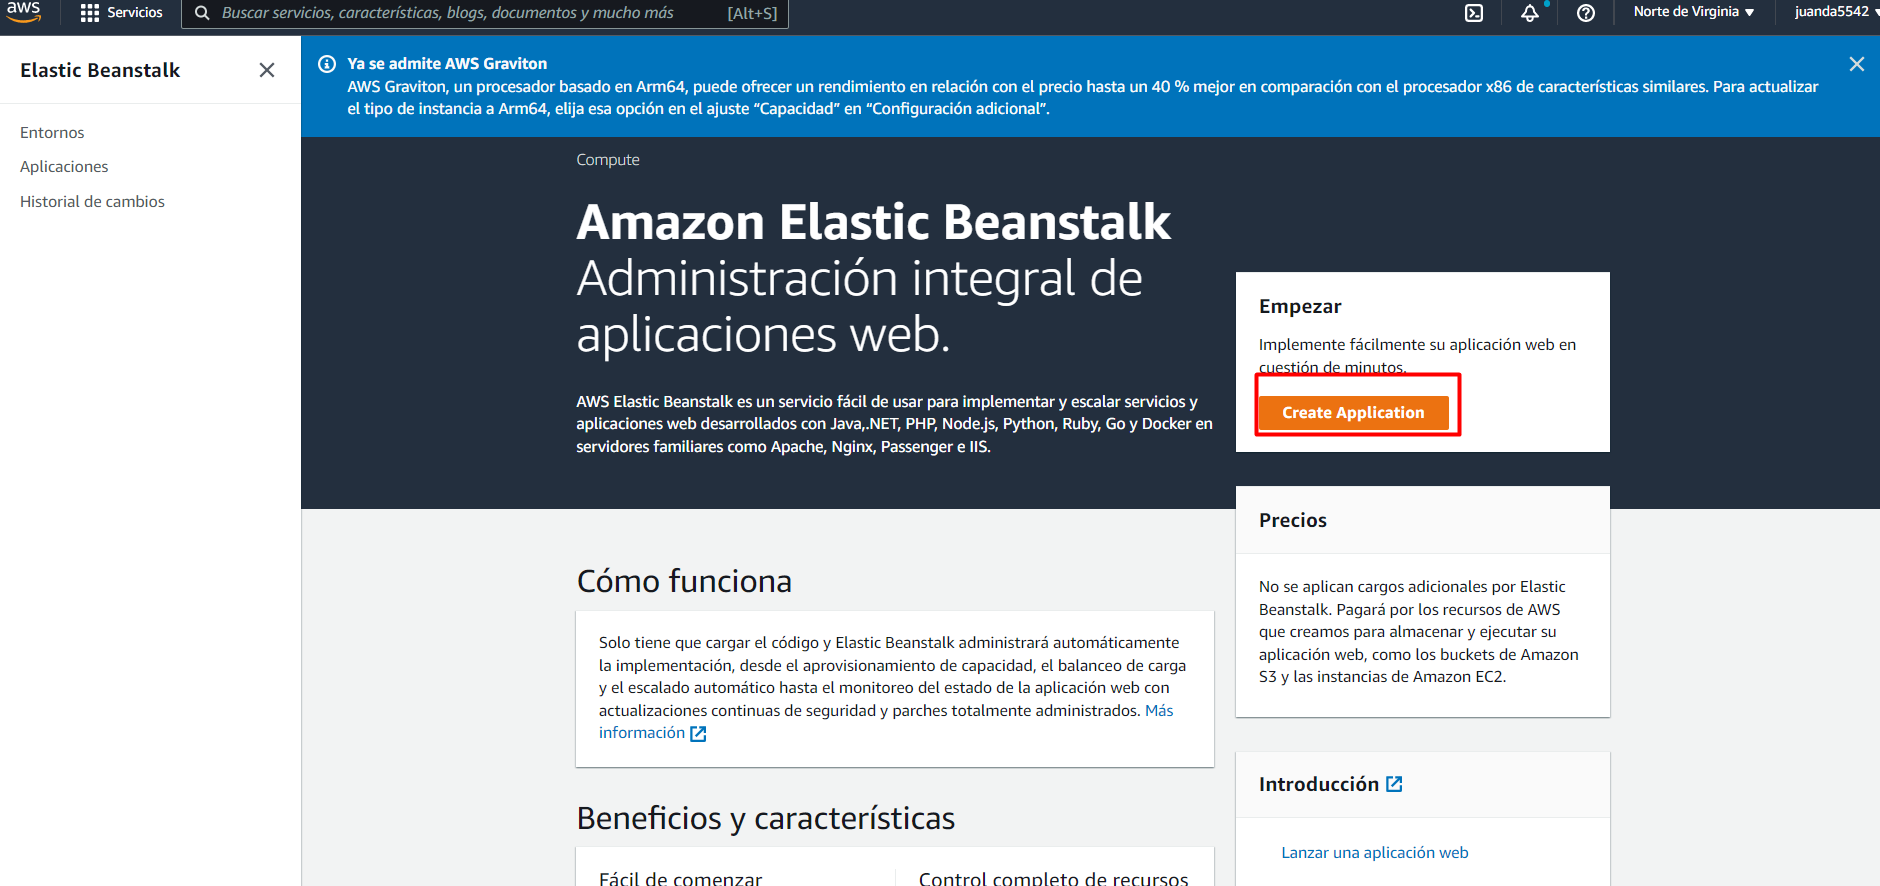 aws
Servicios
Buscar servicios, características, blogs, documentos y mucho más
[Alt+S]
Norte de Virginia
juanda5542
Elastic Beanstalk
Entornos
Aplicaciones
Historial de cambios
Ya se admite AWS Graviton
AWS Graviton, un procesador basado en Arm64, puede ofrecer un rendimiento en relación con el precio hasta un 40 % mejor en comparación con el procesador x86 de características similares. Para actualizar
el tipo de instancia a Arm64, elija esa opción en el ajuste “Capacidad” en “Configuración adicional”.
Compute
Amazon Elastic Beanstalk
Administración integral de
aplicaciones web.
AWS Elastic Beanstalk es un servicio fácil de usar para implementar y escalar servicios y
aplicaciones web desarrollados con Java,.NET, PHP, Node.js, Python, Ruby, Go y Docker en
servidores familiares como Apache, Nginx, Passenger e IIS.
Empezar
Implemente fácilmente su aplicación web en
cuestión de minutos.
Create Application
Precios
No se aplican cargos adicionales por Elastic
Beanstalk. Pagará por los recursos de AWS
que creamos para almacenar y ejecutar su
aplicación web, como los buckets de Amazon
S3 y las instancias de Amazon EC2.
Cómo funciona
Solo tiene que cargar el código y Elastic Beanstalk administrará automáticamente
la implementación, desde el aprovisionamiento de capacidad, el balanceo de carga
y el escalado automático hasta el monitoreo del estado de la aplicación web con
actualizaciones continuas de seguridad y parches totalmente administrados. Más
información
Introducción
Lanzar una aplicación web
Beneficios y características
Fácil de comenzar
Control completo de recursos